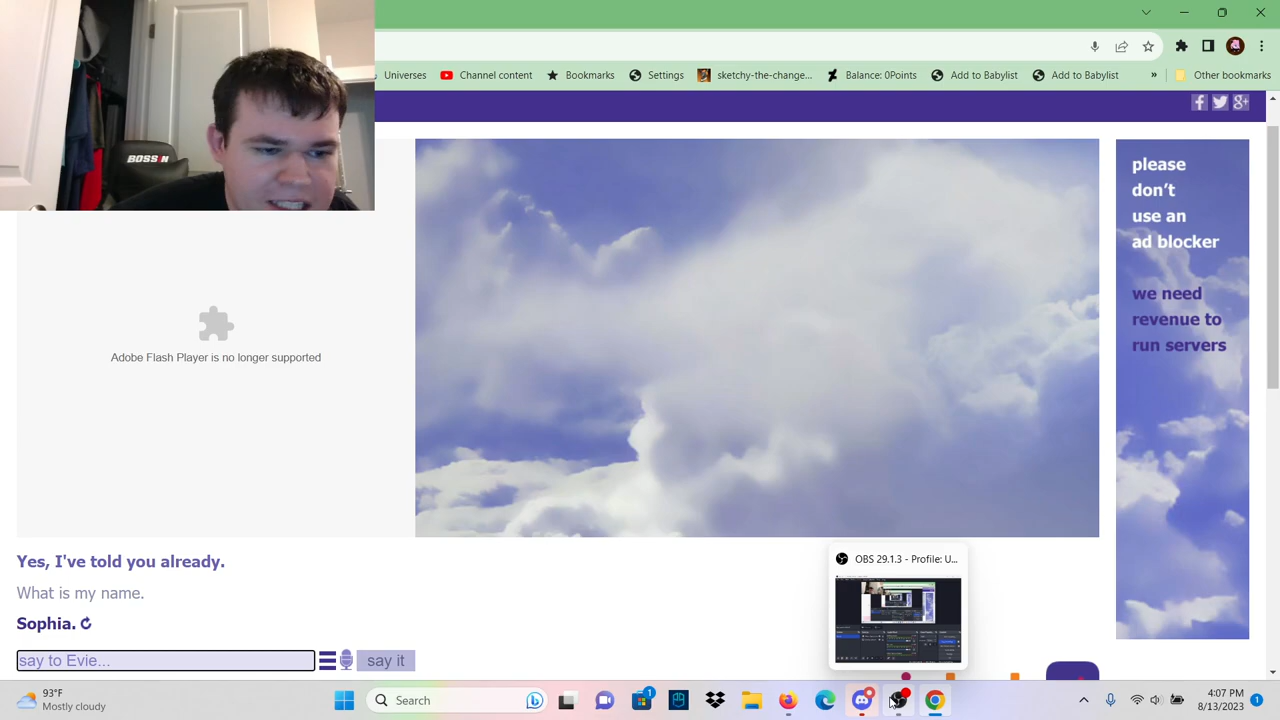 Universes
Channel content
Bookmarks
Settings
sketchy-the-change...
Balance: 0Points
Add to Babylist
Add to Babylist
»
Other bookmarks
BOSSIN
please
don't
use an
ad blocker
we need
revenue to
run servers
Adobe Flash Player is no longer supported
Yes, I've told you already.
What is my name.
Sophia.
say to Evie...
say it
OBS 29.1.3 - Profile: U...
93°F
Mostly cloudy
Search
1
4:07 PM
8/13/2023
1